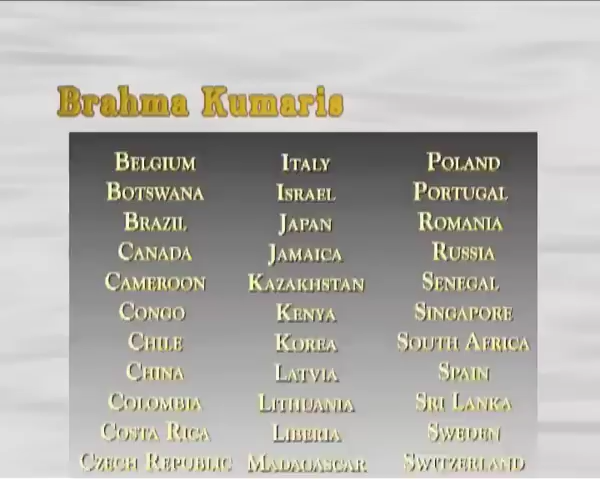 Brahma Kumaris
BELGIUM ITALY POLAND
BOTSWANA ISRAEL PORTUGAL
BRAZIL JAPAN ROMANIA
CANADA JAMAICA RUSSIA
CAMEROON KAZAKHSTAN SENEGAL
CONGO KENYA SINGAPORE
CHILE KOREA SOUTH AFRICA
CHINA LATVIA SPAIN
COLOMBIA LITHUANIA SRI LANKA
COSTA RICA LIBERIA SWEDEN
CZECH REPUBLIC MADAGASCAR SWITZERLAND